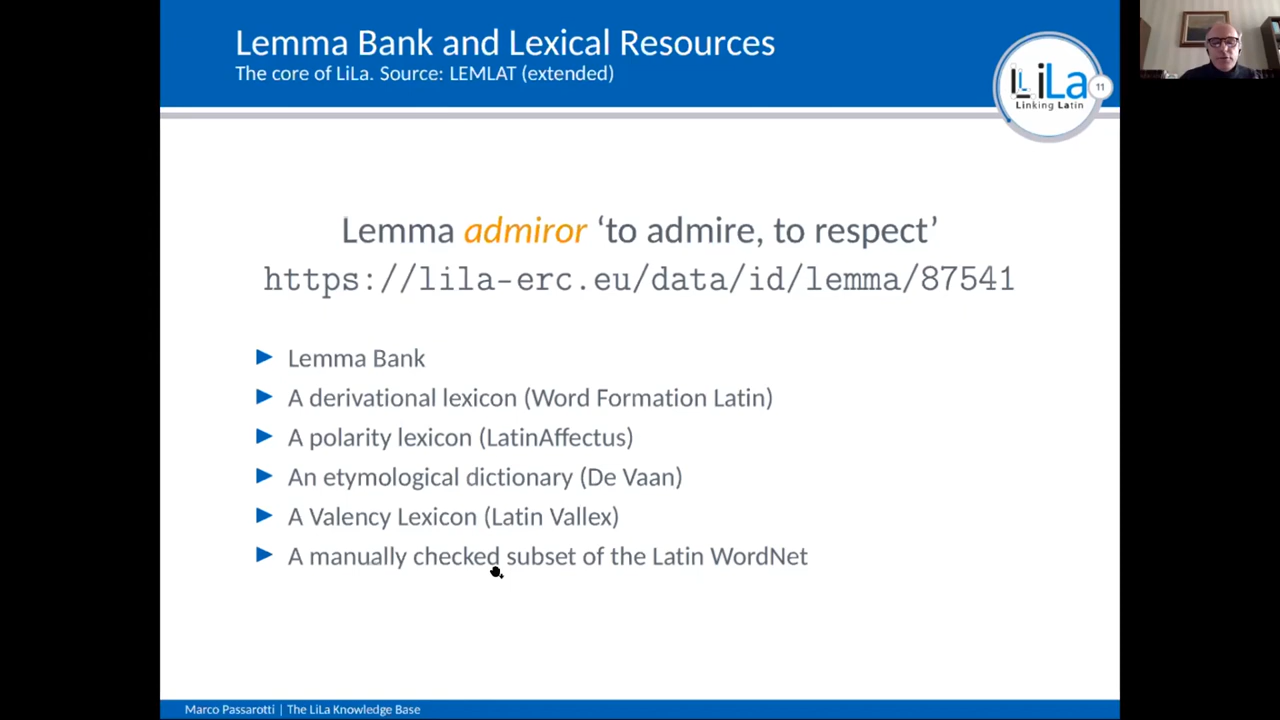 Lemma Bank and Lexical Resources
The core of LiLa. Source: LEMLAT (extended)
LiLa
Linking Latin
11
Lemma admiror ‘to admire, to respect’
https://lila-erc.eu/data/id/lemma/87541
Lemma Bank
A derivational lexicon (Word Formation Latin)
A polarity lexicon (LatinAffectus)
An etymological dictionary (De Vaan)
A Valency Lexicon (Latin Vallex)
A manually checked subset of the Latin WordNet
Marco Passarotti | The LiLa Knowledge Base